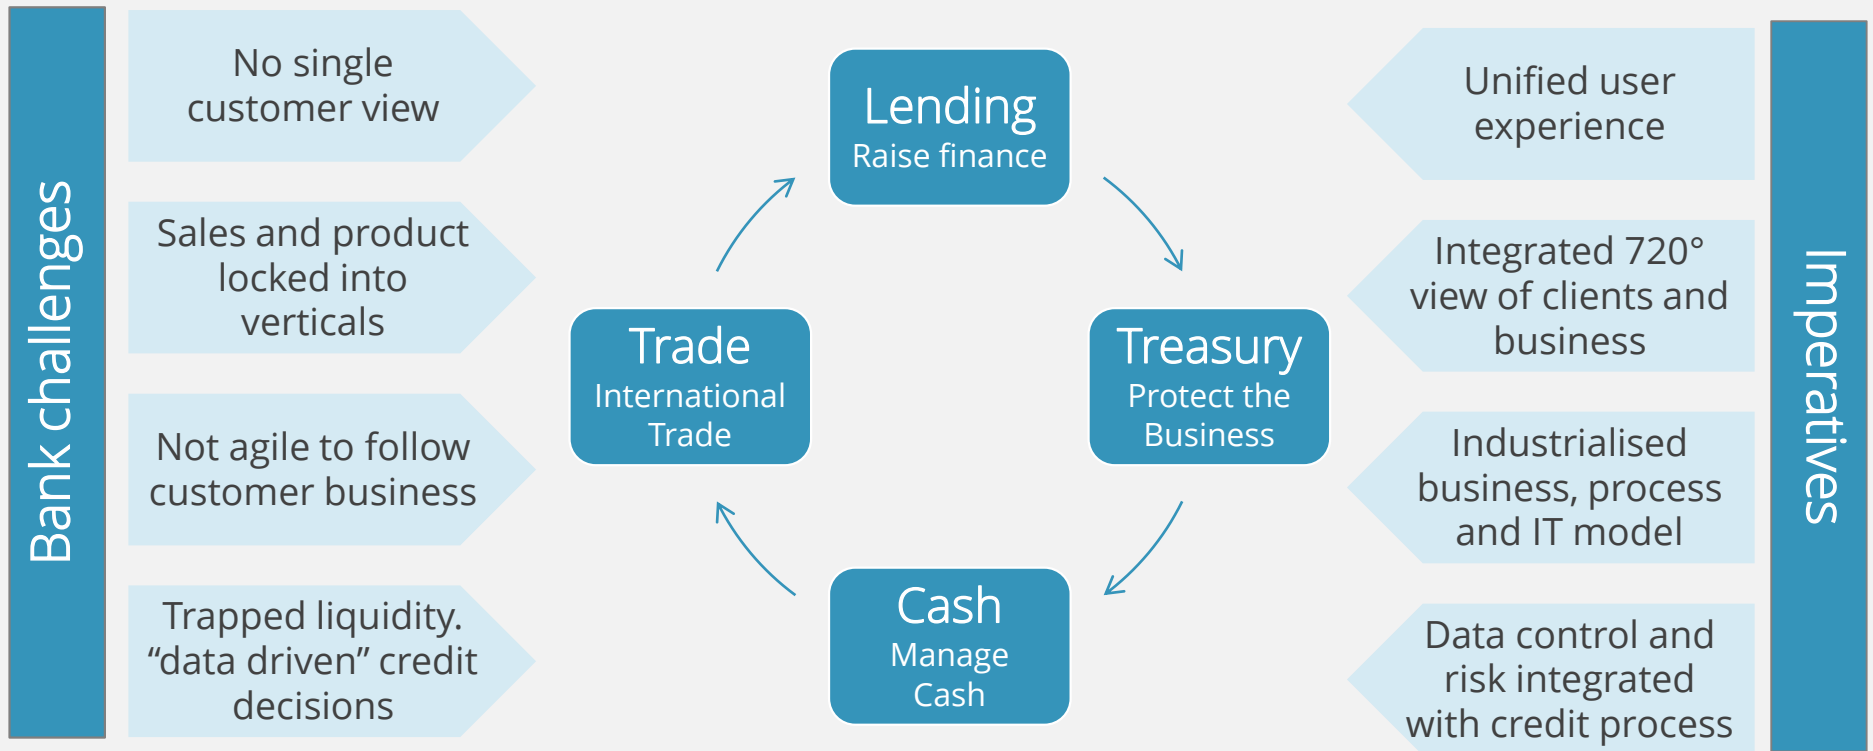 Bank challenges
No single
customer view
Sales and product
locked into
verticals
Not agile to follow
customer business
Trapped liquidity.
“data driven” credit
decisions
Lending
Raise finance
Trade
International
Trade
Treasury
Protect the
Business
Cash
Manage
Cash
Unified user
experience
Integrated 720°
view of clients and
business
Industrialised
business, process
and IT model
Data control and
risk integrated
with credit process
Imperatives